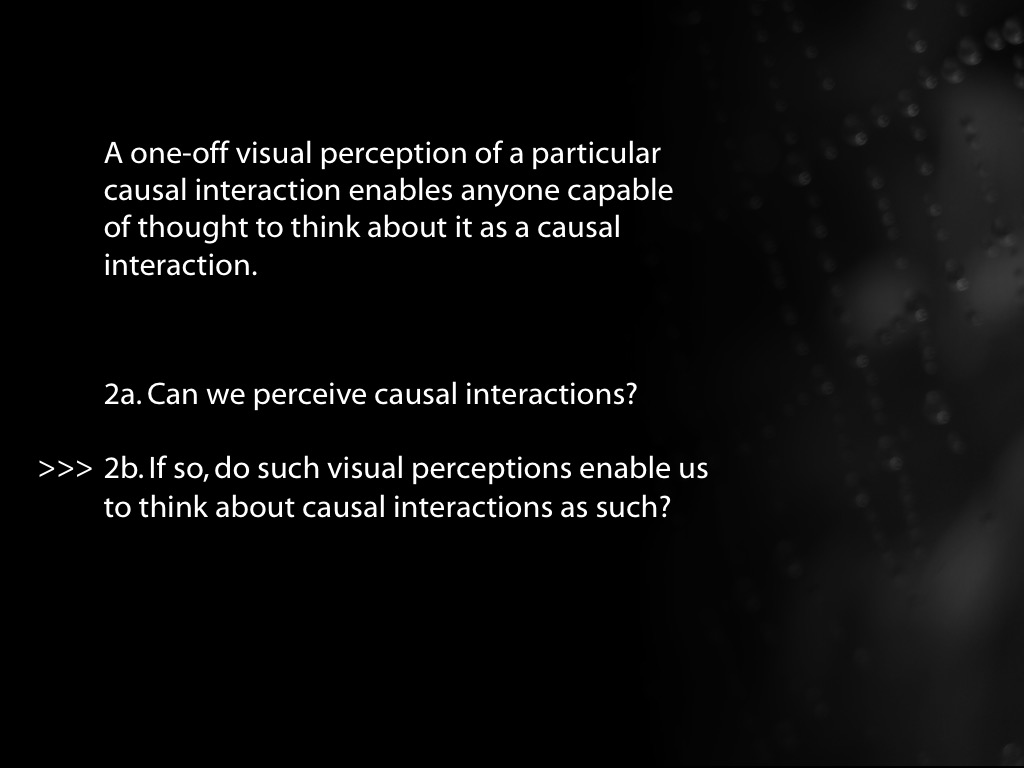 A one-off visual perception of a particular
causal interaction enables anyone capable
of thought to think about it as a causal
interaction.
2a. Can we perceive causal interactions?
>>> 2b. If so, do such visual perceptions enable us
to think about causal interactions as such?